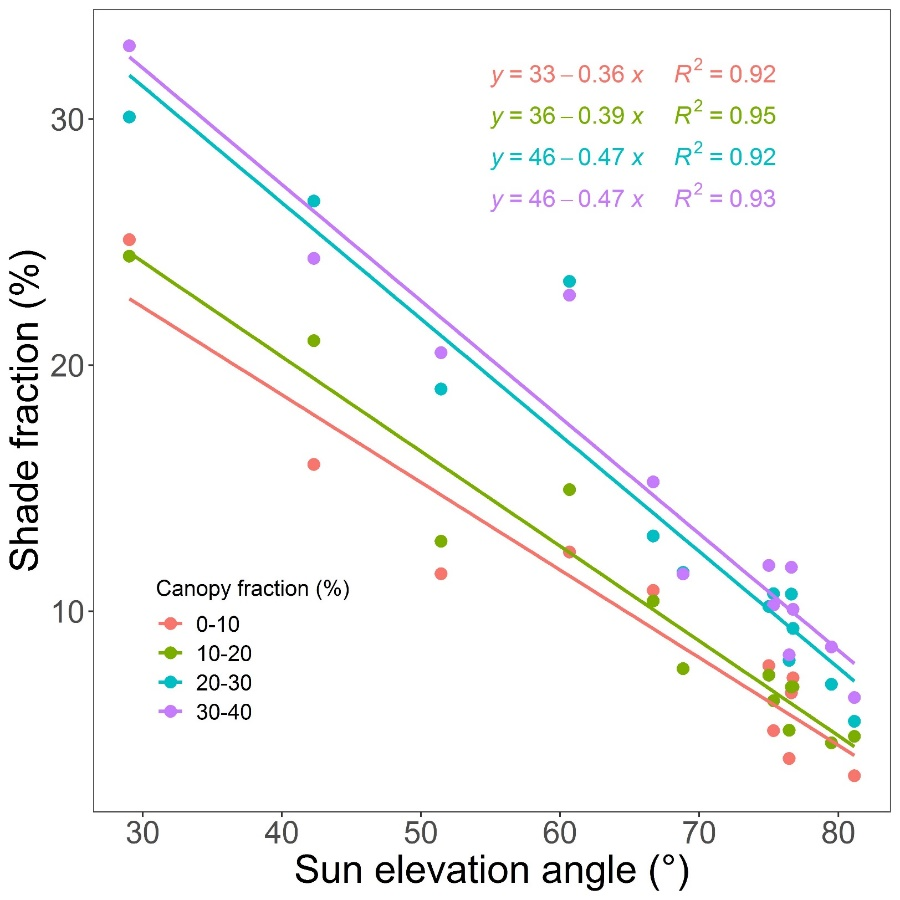 y = 33 – 0.36 x R² = 0.92
y = 36 – 0.39 x R² = 0.95
y = 46 – 0.47 x R² = 0.92
y = 46 – 0.47 x R² = 0.93
30
20
10
Shade fraction (%)
Canopy fraction (%)
0-10
10-20
20-30
30-40
30 40 50 60 70 80
Sun elevation angle (°)